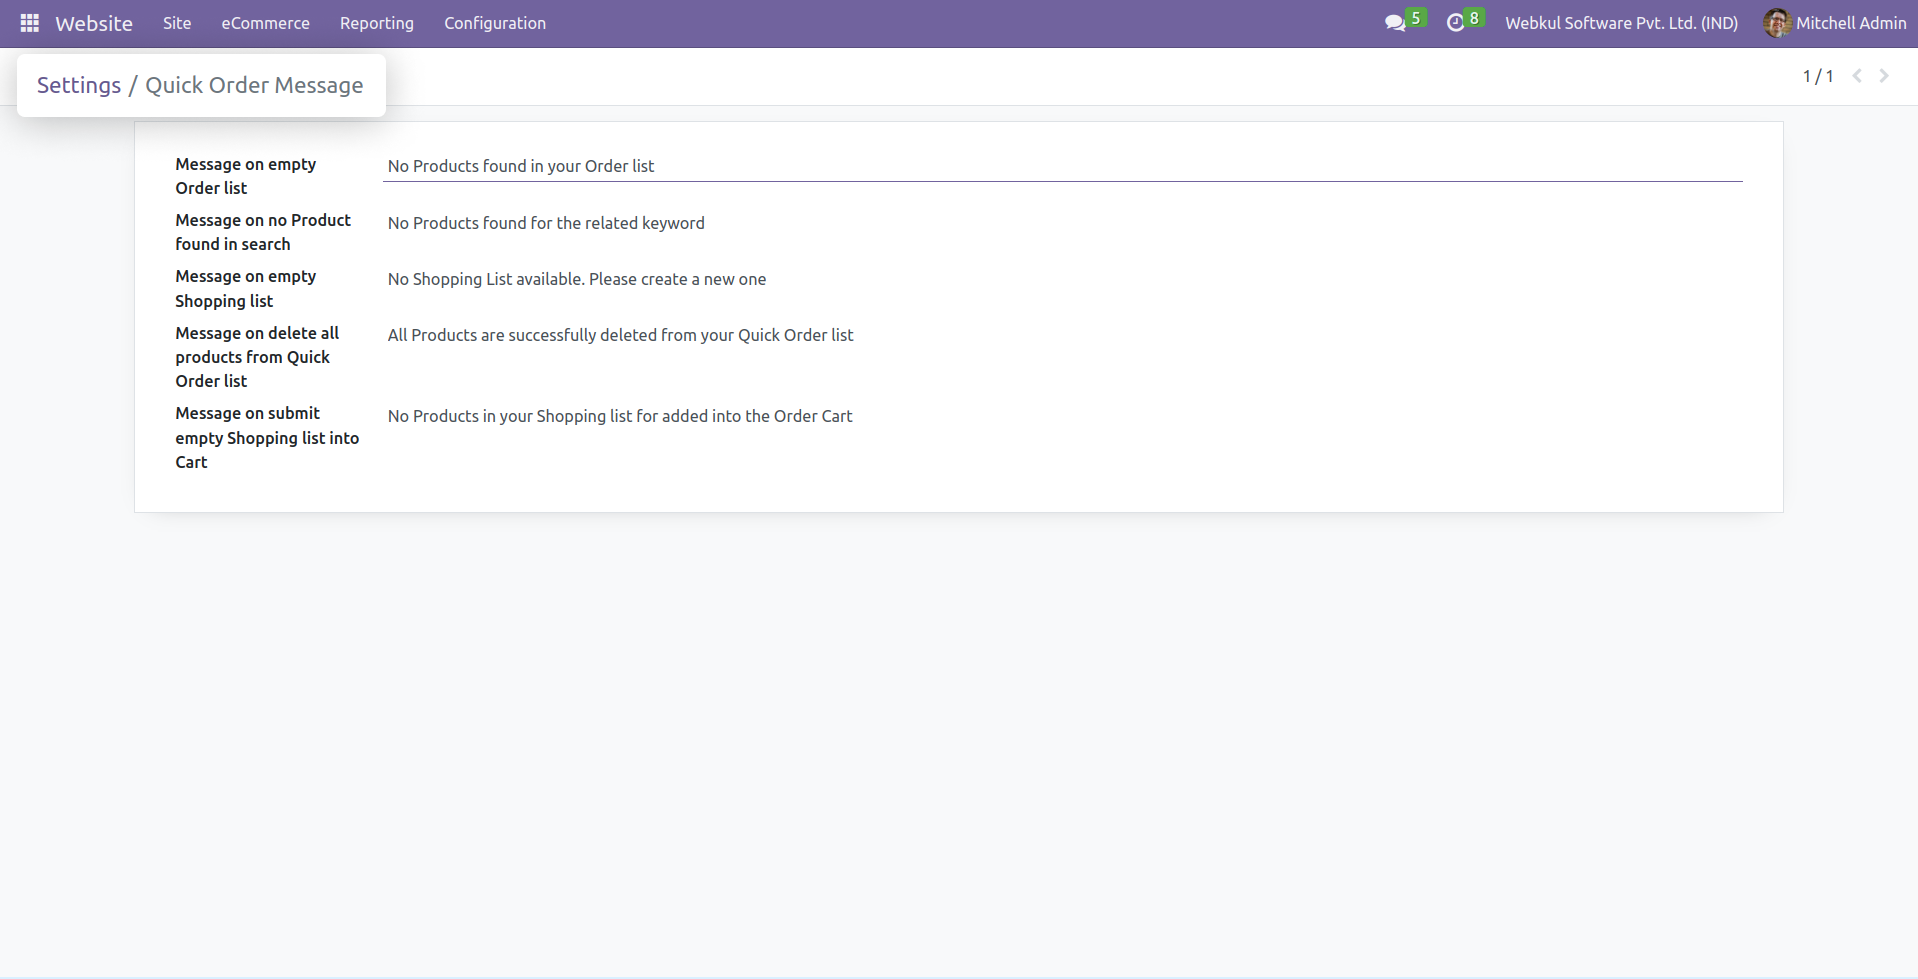 Website Site eCommerce Reporting Configuration 5 8 Webkul Software Pvt. Ltd. (IND) Mitchell Admin
Settings / Quick Order Message
1 / 1
Message on empty Order list
No Products found in your Order list
Message on no Product found in search
No Products found for the related keyword
Message on empty Shopping list
No Shopping List available. Please create a new one
Message on delete all products from Quick Order list
All Products are successfully deleted from your Quick Order list
Message on submit empty Shopping list into Cart
No Products in your Shopping list for added into the Order Cart